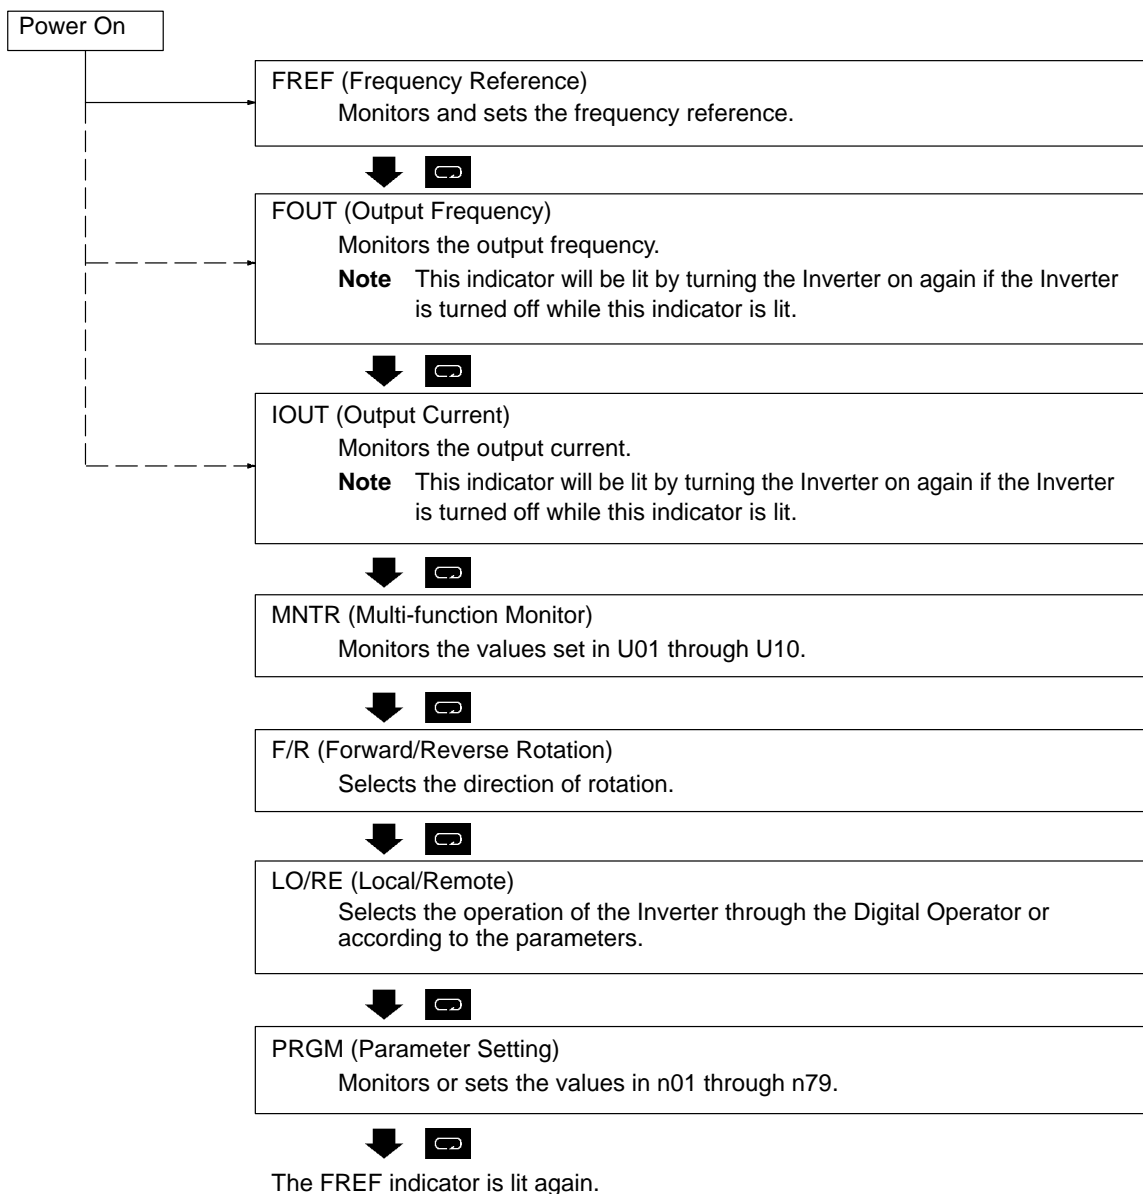 Power On
FREF (Frequency Reference)
Monitors and sets the frequency reference.
FOUT (Output Frequency)
Monitors the output frequency.
Note This indicator will be lit by turning the Inverter on again if the Inverter
is turned off while this indicator is lit.
IOUT (Output Current)
Monitors the output current.
Note This indicator will be lit by turning the Inverter on again if the Inverter
is turned off while this indicator is lit.
MNTR (Multi-function Monitor)
Monitors the values set in U01 through U10.
F/R (Forward/Reverse Rotation)
Selects the direction of rotation.
LO/RE (Local/Remote)
Selects the operation of the Inverter through the Digital Operator or
according to the parameters.
PRGM (Parameter Setting)
Monitors or sets the values in n01 through n79.
The FREF indicator is lit again.